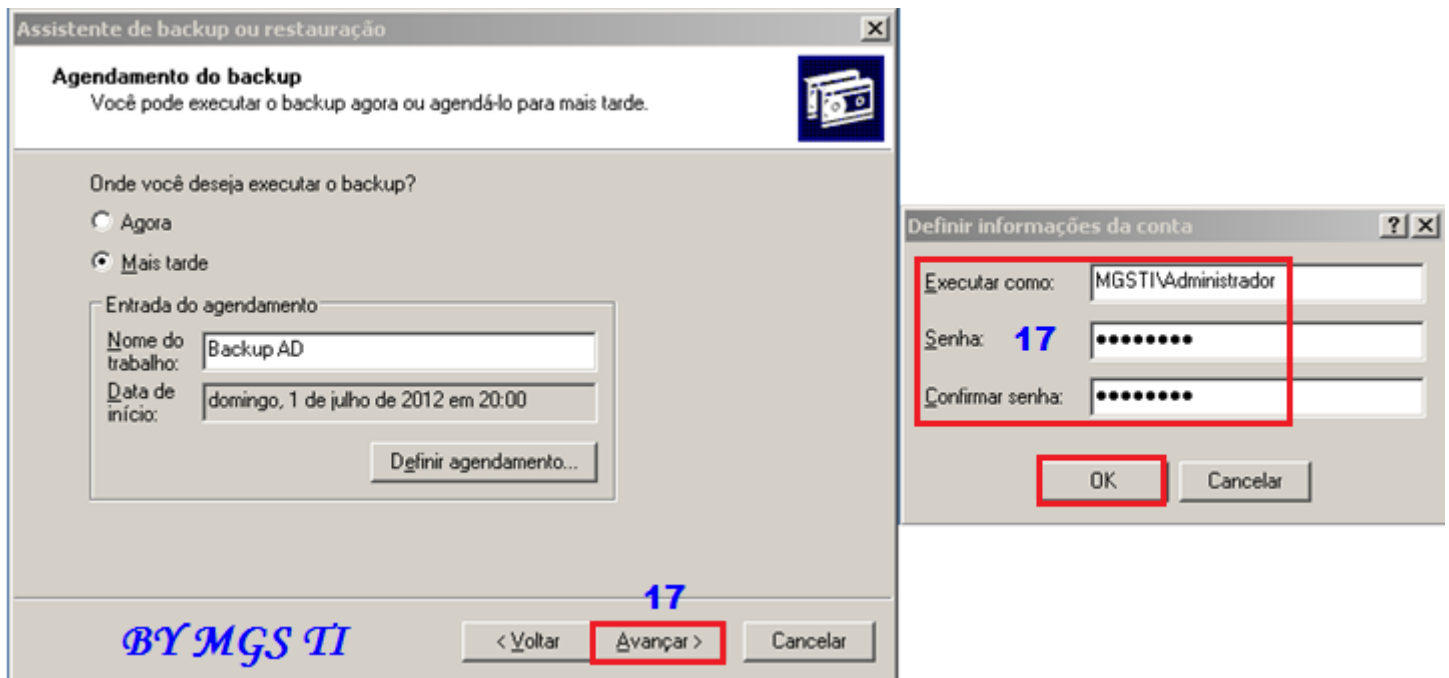 Assistente de backup ou restauração
Agendamento do backup
Você pode executar o backup agora ou agendá-lo para mais tarde.
Onde você deseja executar o backup?
Agora
Mais tarde
Entrada do agendamento
Nome do trabalho:
Backup AD
Data de início:
domingo, 1 de julho de 2012 em 20:00
Definir agendamento...
17
BY MGS TI
< Voltar
Avançar >
Cancelar
Definir informações da conta
Executar como:
MGSTI\Administrador
Senha:
17
••••••••
Confirmar senha:
••••••••
OK
Cancelar